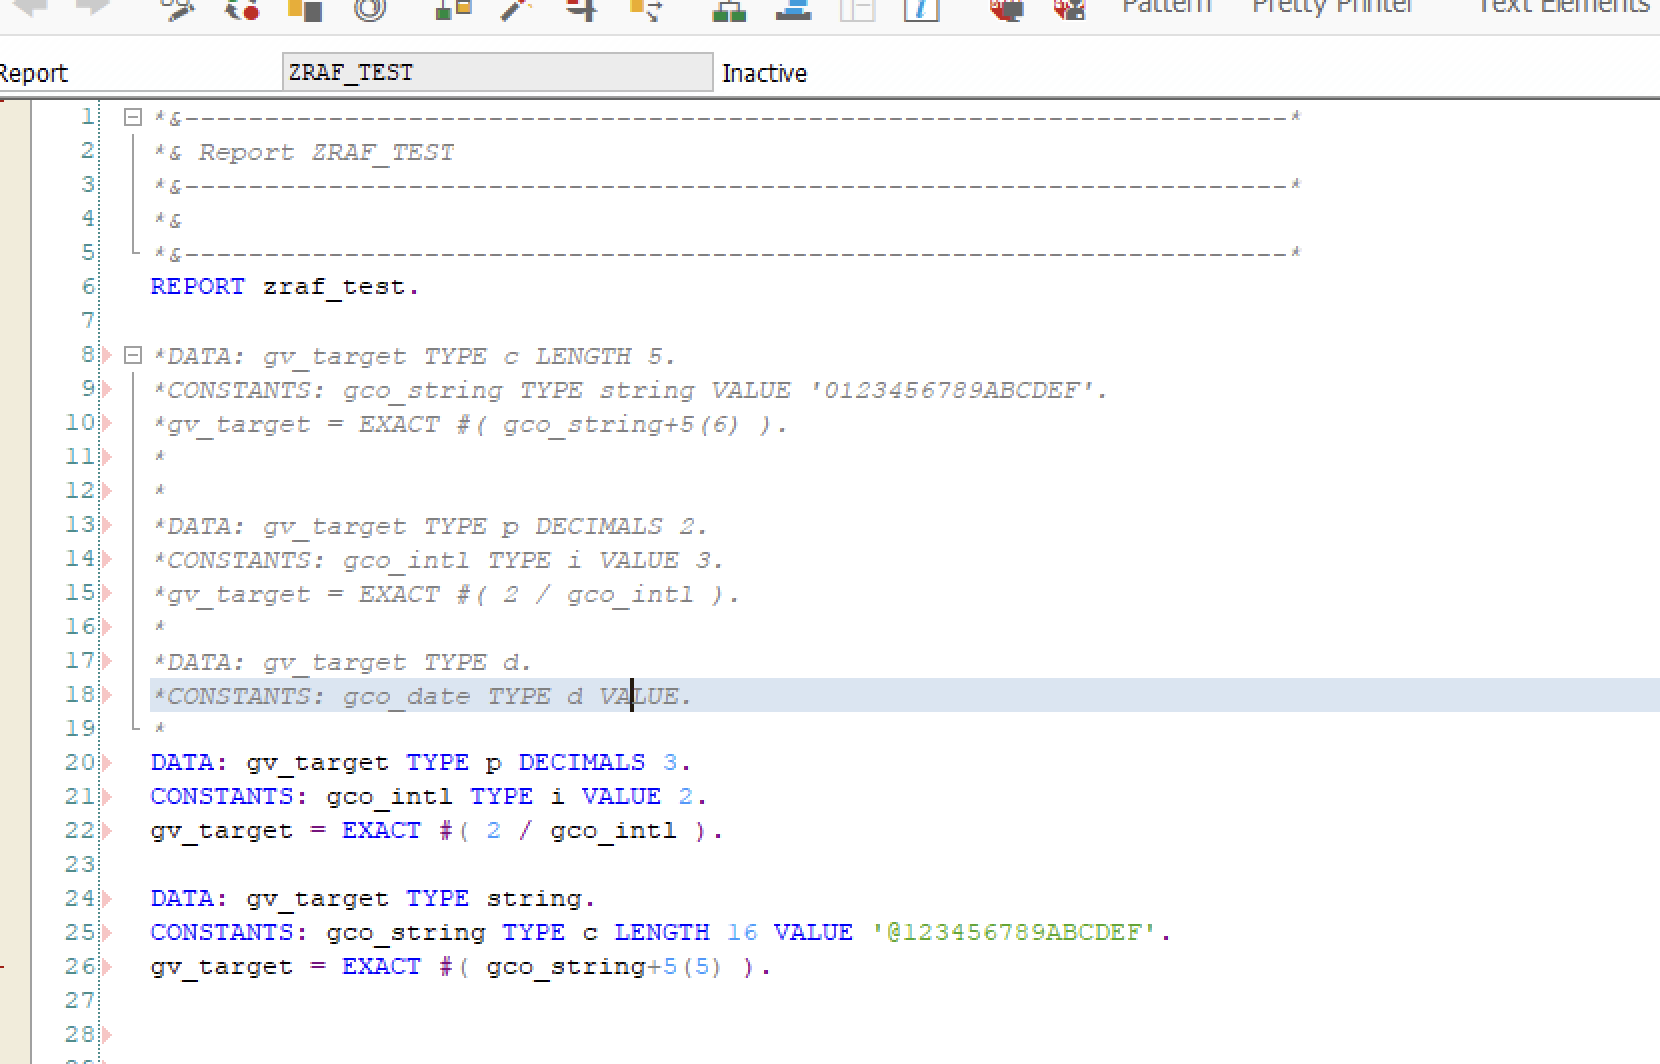 Pattern Pretty Printer Text Elements
Report ZRAF_TEST Inactive
1 *&---------------------------------------------------------------------*
2 *& Report ZRAF_TEST
3 *&---------------------------------------------------------------------*
4 *&
5 *&---------------------------------------------------------------------*
6 REPORT zraf_test.
7
8 *DATA: gv_target TYPE c LENGTH 5.
9 *CONSTANTS: gco_string TYPE string VALUE '0123456789ABCDEF'.
10 *gv_target = EXACT #( gco_string+5(6) ).
11 *
12 *
13 *DATA: gv_target TYPE p DECIMALS 2.
14 *CONSTANTS: gco_intl TYPE i VALUE 3.
15 *gv_target = EXACT #( 2 / gco_intl ).
16 *
17 *DATA: gv_target TYPE d.
18 *CONSTANTS: gco_date TYPE d VALUE.
19 *
20 DATA: gv_target TYPE p DECIMALS 3.
21 CONSTANTS: gco_intl TYPE i VALUE 2.
22 gv_target = EXACT #( 2 / gco_intl ).
23
24 DATA: gv_target TYPE string.
25 CONSTANTS: gco_string TYPE c LENGTH 16 VALUE '@123456789ABCDEF'.
26 gv_target = EXACT #( gco_string+5(5) ).
27
28